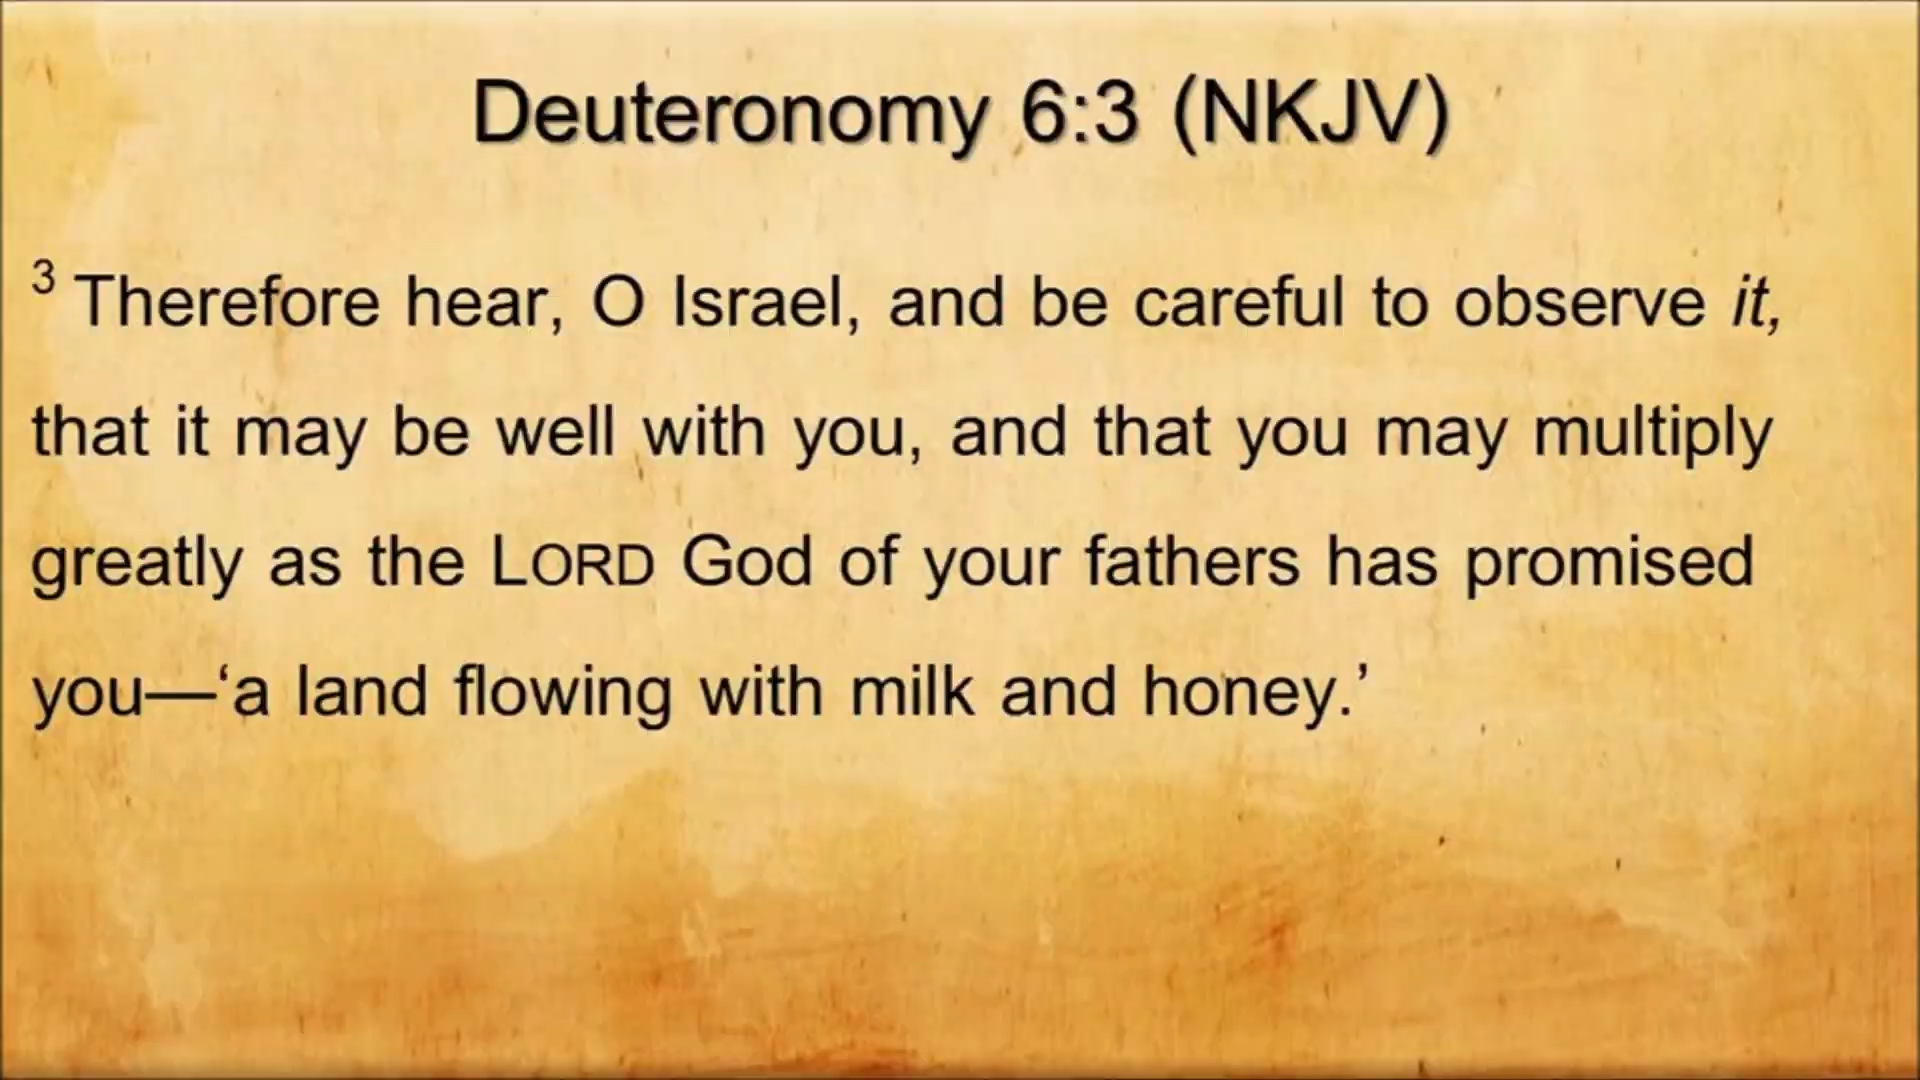 Deuteronomy 6:3 (NKJV)
3 Therefore hear, O Israel, and be careful to observe it,
that it may be well with you, and that you may multiply
greatly as the LORD God of your fathers has promised
you—‘a land flowing with milk and honey.’